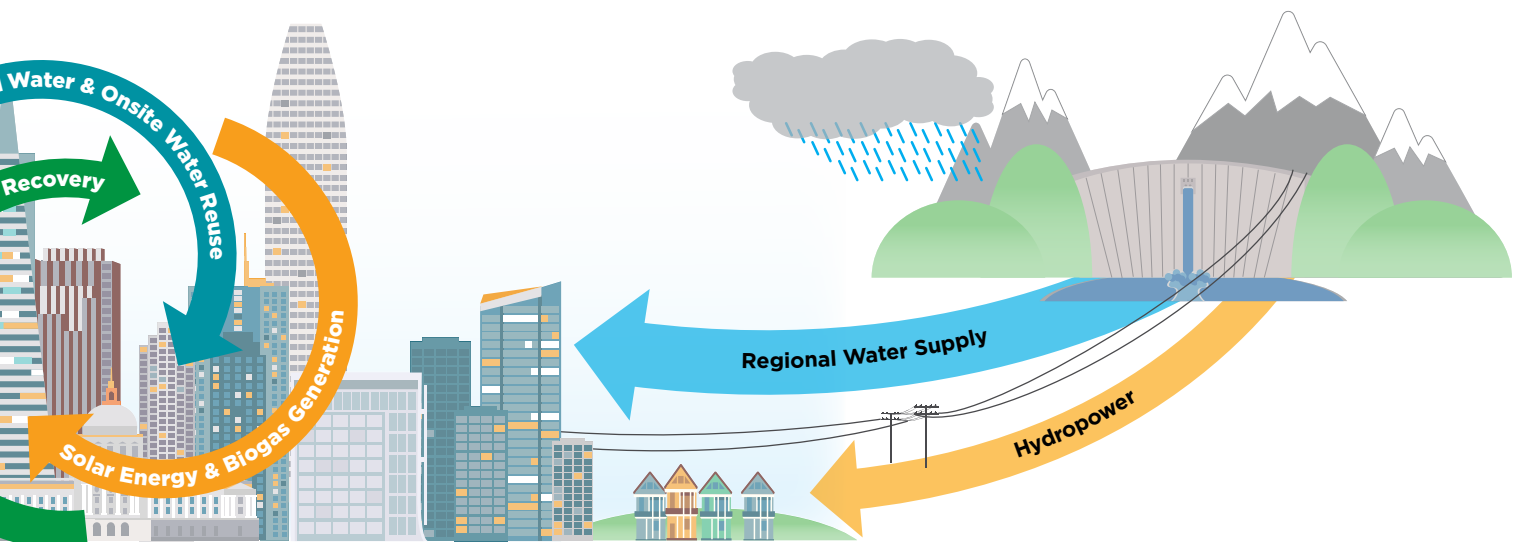 Water & Onsite Water Reuse
Recovery
Solar Energy & Biogas Generation
Regional Water Supply
Hydropower